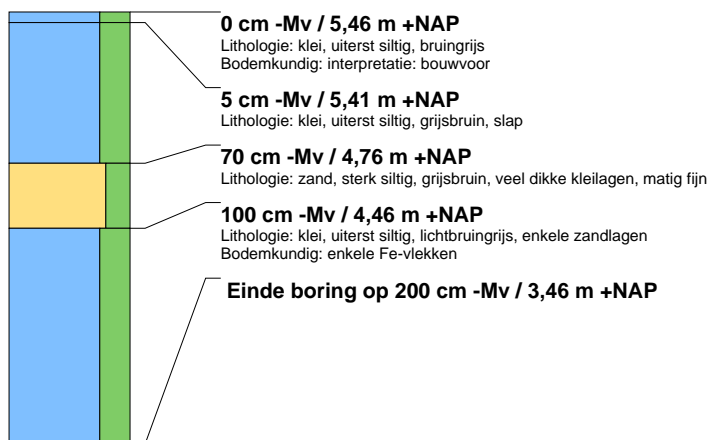 0 cm -Mv / 5,46 m +NAP
Lithologie: klei, uiterst siltig, bruingrijs
Bodemkundig: interpretatie: bouwvoor
5 cm -Mv / 5,41 m +NAP
Lithologie: klei, uiterst siltig, grijsbruin, slap
70 cm -Mv / 4,76 m +NAP
Lithologie: zand, sterk siltig, grijsbruin, veel dikke kleilagen, matig fijn
100 cm -Mv / 4,46 m +NAP
Lithologie: klei, uiterst siltig, lichtbruingrijs, enkele zandlagen
Bodemkundig: enkele Fe-vlekken
Einde boring op 200 cm -Mv / 3,46 m +NAP